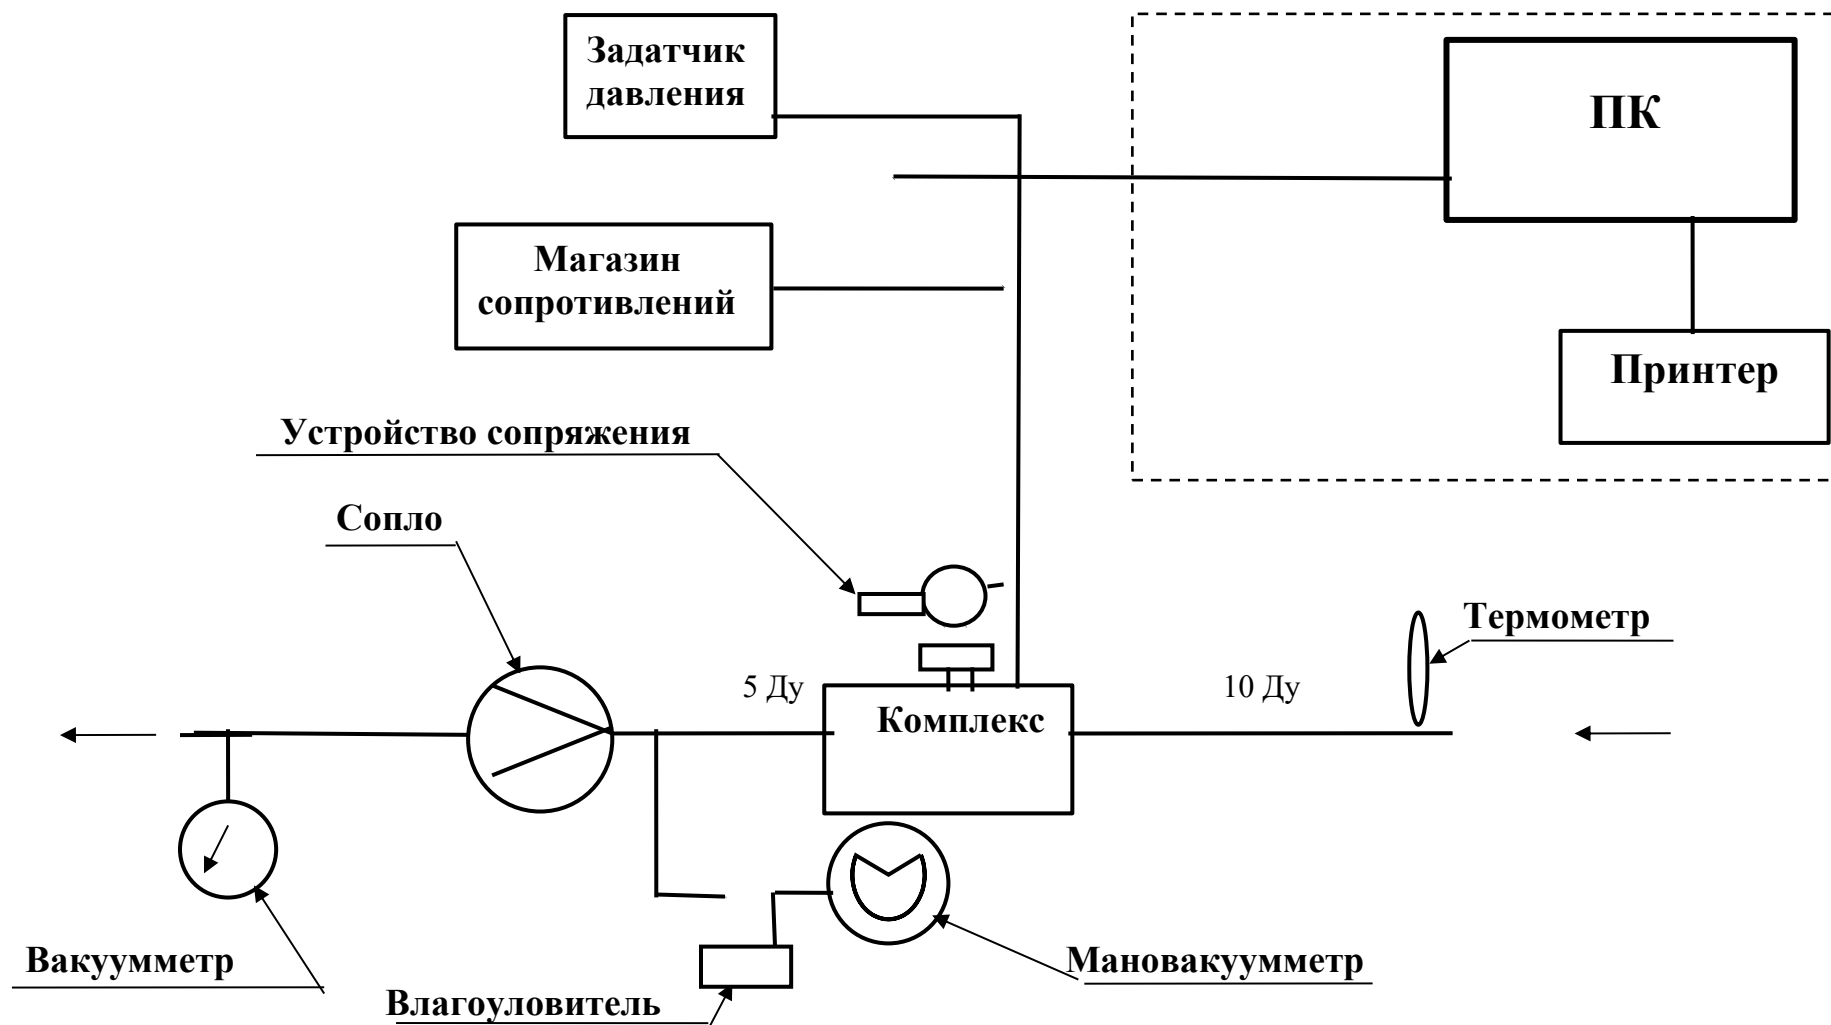 Задатчик
давления
ПК
Магазин
сопротивлений
Принтер
Устройство сопряжения
Сопло
Термометр
5 Ду
10 Ду
Комплекс
Вакуумметр
Мановакуумметр
Влагоуловитель